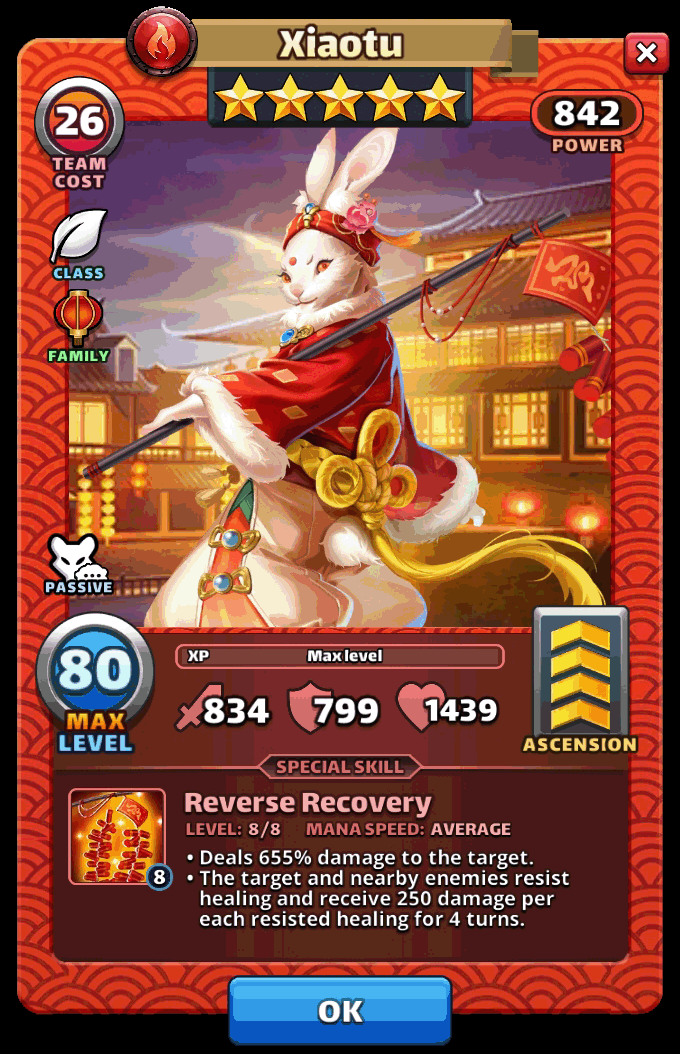 Xiaotu
26
TEAM
COST
842
POWER
CLASS
FAMILY
PASSIVE
80
MAX
LEVEL
XP Max level
834 799 1439
ASCENSION
SPECIAL SKILL
Reverse Recovery
LEVEL: 8/8 MANA SPEED: AVERAGE
8
• Deals 655% damage to the target.
• The target and nearby enemies resist
healing and receive 250 damage per
each resisted healing for 4 turns.
OK